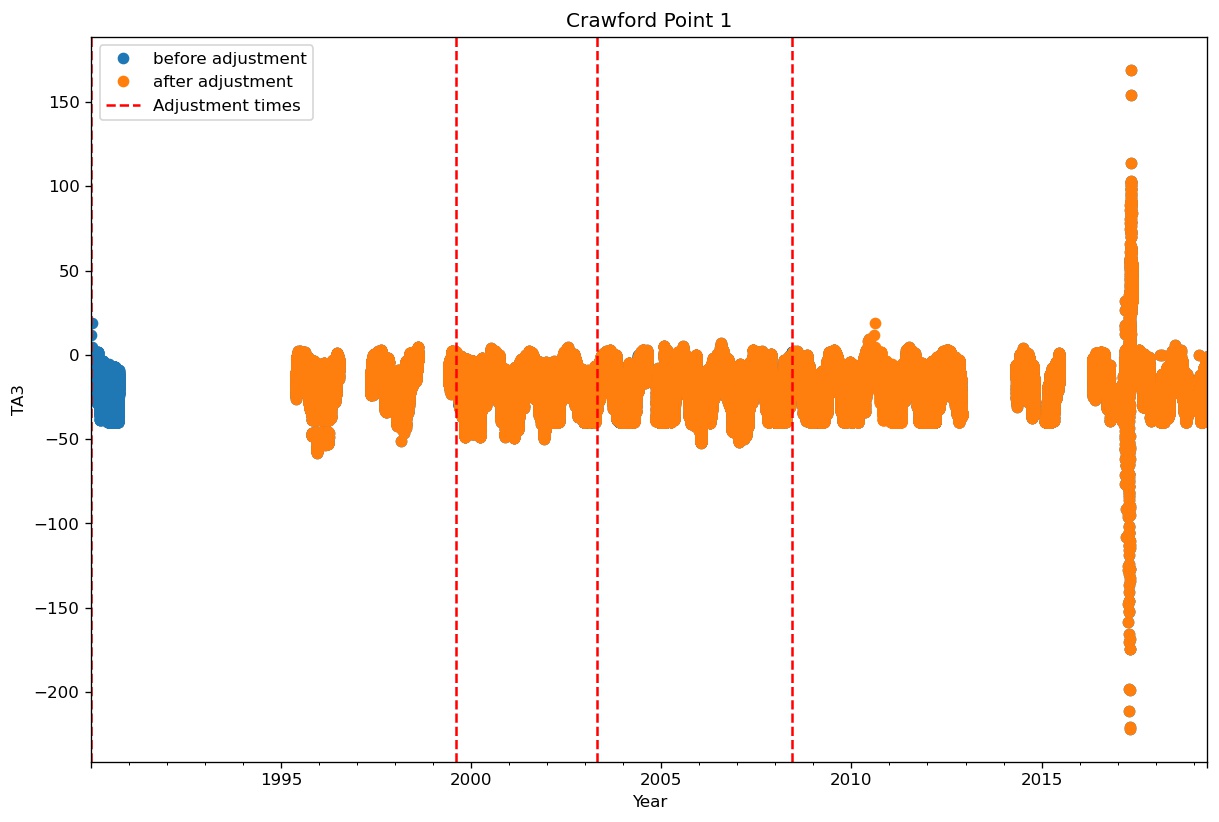 Crawford Point 1
before adjustment
after adjustment
Adjustment times
150
100
50
0
−50
−100
−150
−200
TA3
1995
2000
2005
2010
2015
Year